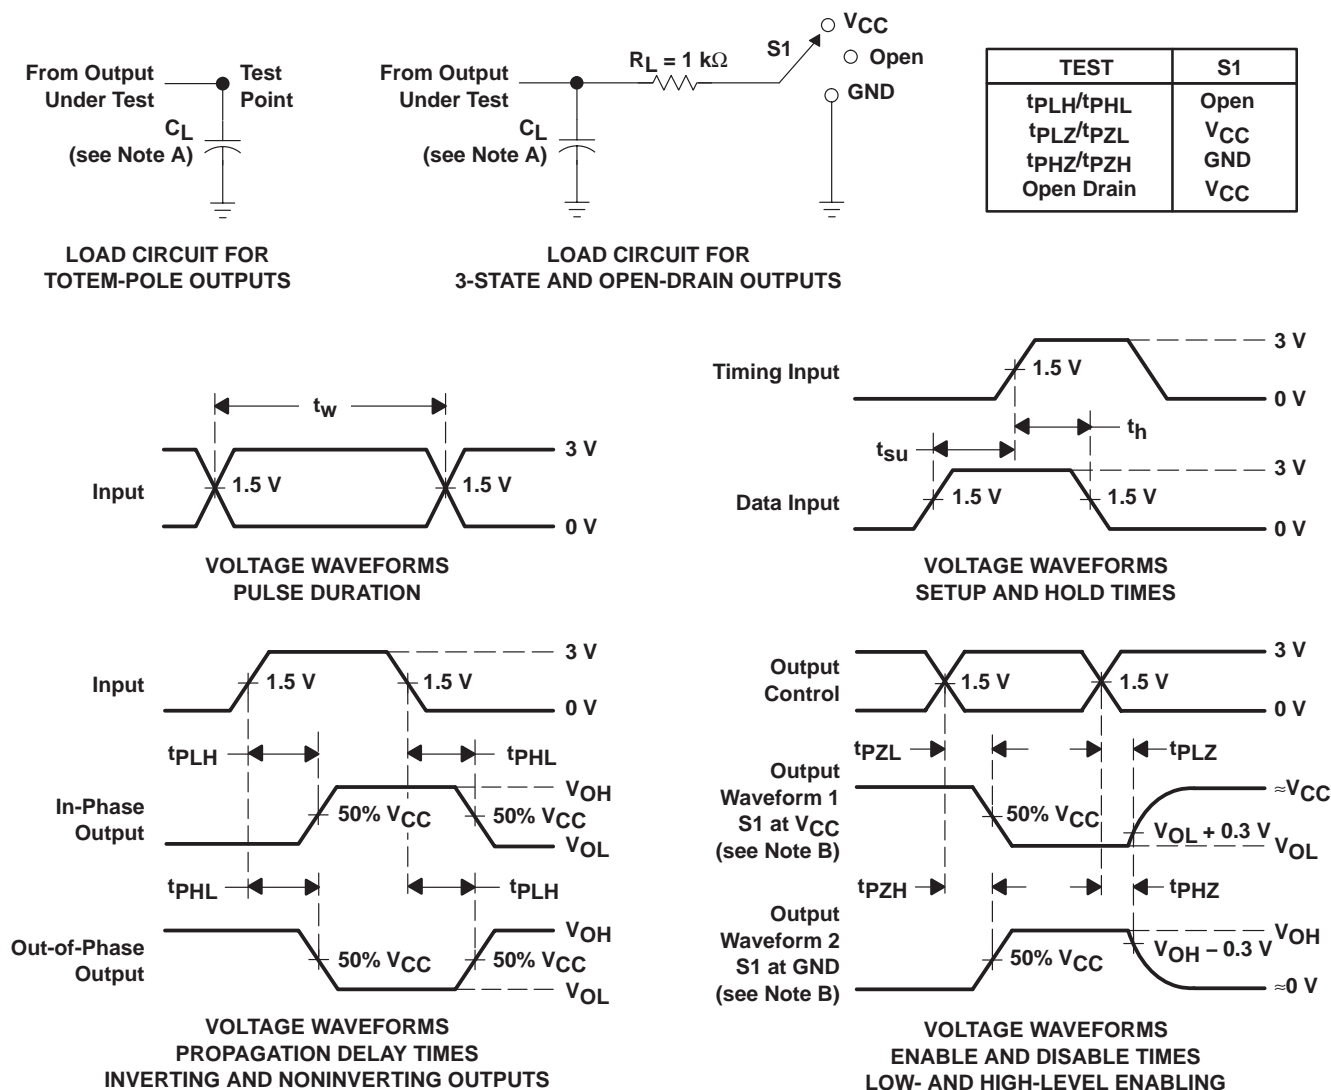 From Output
Under Test
Test
Point
CL
(see Note A)
LOAD CIRCUIT FOR
TOTEM-POLE OUTPUTS
From Output
Under Test
RL = 1 kΩ
S1
VCC
Open
GND
CL
(see Note A)
LOAD CIRCUIT FOR
3-STATE AND OPEN-DRAIN OUTPUTS
TEST S1
tPLH/tPHL Open
tPLZ/tPZL VCC
tPHZ/tPZH GND
Open Drain VCC
tw
Input
1.5 V
1.5 V
3 V
0 V
VOLTAGE WAVEFORMS
PULSE DURATION
Timing Input
1.5 V
3 V
0 V
th
tsu
Data Input
1.5 V
1.5 V
3 V
0 V
VOLTAGE WAVEFORMS
SETUP AND HOLD TIMES
Input
1.5 V
1.5 V
3 V
0 V
tPLH
tPHL
In-Phase
Output
50% VCC
50% VCC
VOH
VOL
tPHL
tPLH
Out-of-Phase
Output
50% VCC
50% VCC
VOH
VOL
VOLTAGE WAVEFORMS
PROPAGATION DELAY TIMES
INVERTING AND NONINVERTING OUTPUTS
Output
Control
1.5 V
1.5 V
3 V
0 V
tPZL
tPLZ
Output
Waveform 1
S1 at VCC
(see Note B)
50% VCC
VOL + 0.3 V
≈VCC
VOL
tPZH
tPHZ
Output
Waveform 2
S1 at GND
(see Note B)
50% VCC
VOH − 0.3 V
VOH
≈0 V
VOLTAGE WAVEFORMS
ENABLE AND DISABLE TIMES
LOW- AND HIGH-LEVEL ENABLING